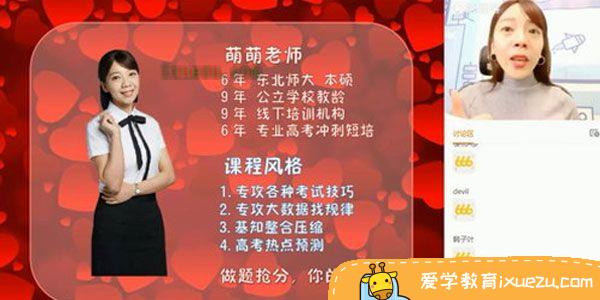 萌萌老师
6 年 东北师大 本硕
9 年 公立学校教龄
9 年 线下培训机构
6 年 专业高考冲刺短培
课程风格
1. 专攻各种考试技巧
2. 专攻大数据找规律
3. 基知整合压缩
4. 高考热点预测
做题抢分，你的
讨论区
666
devil
666
鹤子叶
666
爱学教育ixuezu.com